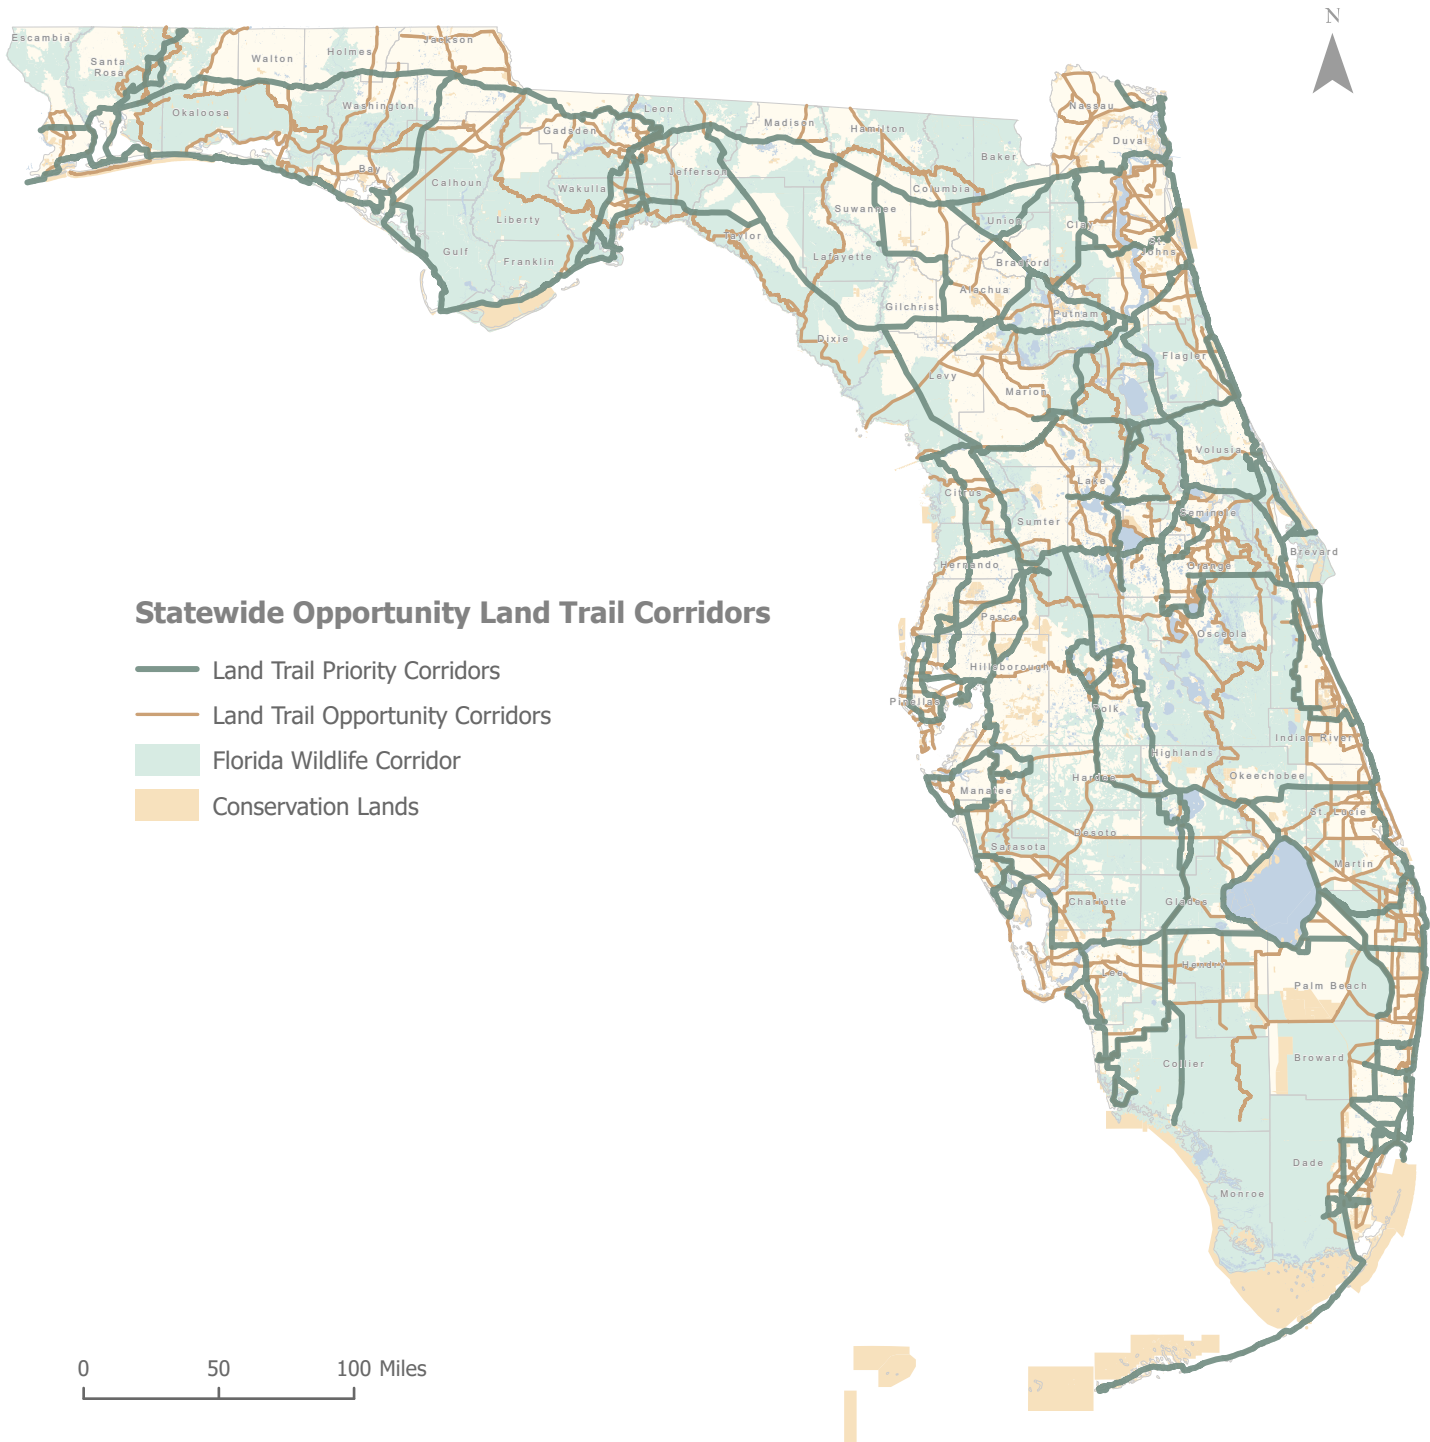 N
Escambia
Santa
Rosa
Walton
Holmes
Jackson
Okaloosa
Washington
Bay
Calhoun
Gadsden
Leon
Liberty
Wakulla
Gulf
Franklin
Jefferson
Madison
Hamilton
Taylor
Suwannee
Columbia
Baker
Nassau
Duval
Union
Clay
St.
Johns
Lafayette
Bradford
Gilchrist
Alachua
Putnam
Dixie
Flagler
Levy
Marion
Volusia
Citrus
Lake
Sumter
Seminole
Brevard
Hernando
Orange
Pasco
Osceola
Hillsborough
Pinellas
Polk
Indian River
Highlands
Okeechobee
Hardee
Manatee
St. Lucie
Desoto
Sarasota
Martin
Charlotte
Glades
Lee
Hendry
Palm Beach
Collier
Broward
Dade
Monroe
Statewide Opportunity Land Trail Corridors
Land Trail Priority Corridors
Land Trail Opportunity Corridors
Florida Wildlife Corridor
Conservation Lands
0 50 100 Miles